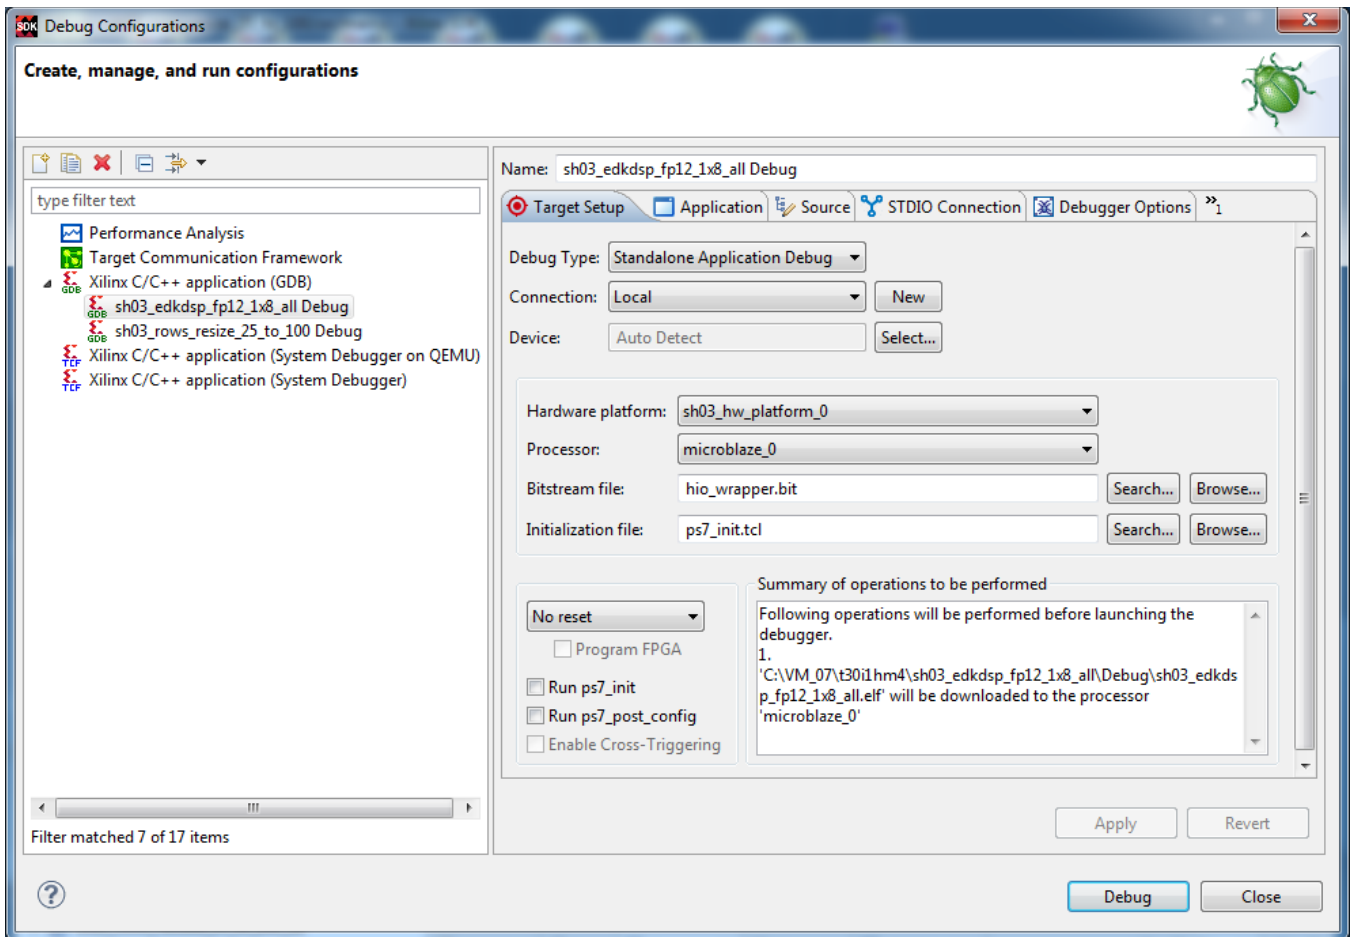 SDK Debug Configurations
Create, manage, and run configurations
type filter text
Performance Analysis
Target Communication Framework
GDB Xilinx C/C++ application (GDB)
GDB sh03_edkdsp_fp12_1x8_all Debug
GDB sh03_rows_resize_25_to_100 Debug
TCF Xilinx C/C++ application (System Debugger on QEMU)
TCF Xilinx C/C++ application (System Debugger)
Filter matched 7 of 17 items
Name: sh03_edkdsp_fp12_1x8_all Debug
Target Setup Application Source STDIO Connection Debugger Options »1
Debug Type: Standalone Application Debug
Connection: Local New
Device: Auto Detect Select...
Hardware platform: sh03_hw_platform_0
Processor: microblaze_0
Bitstream file: hio_wrapper.bit Search... Browse...
Initialization file: ps7_init.tcl Search... Browse...
No reset
Program FPGA
Run ps7_init
Run ps7_post_config
Enable Cross-Triggering
Summary of operations to be performed
Following operations will be performed before launching the
debugger.
1.
'C:\VM_07\t30i1hm4\sh03_edkdsp_fp12_1x8_all\Debug\sh03_edkds
p_fp12_1x8_all.elf' will be downloaded to the processor
'microblaze_0'
Apply Revert
? Debug Close